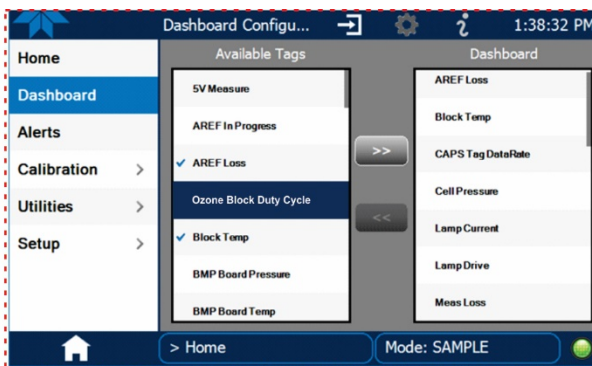 Dashboard Configu... 1:38:32 PM
Home
Dashboard
Alerts
Calibration >
Utilities >
Setup >
Available Tags
5V Measure
AREF In Progress
AREF Loss
Ozone Block Duty Cycle
Block Temp
BMP Board Pressure
BMP Board Temp
>>
<<
Dashboard
AREF Loss
Block Temp
CAPS Tag DataRate
Cell Pressure
Lamp Current
Lamp Drive
Meas Loss
> Home
Mode: SAMPLE